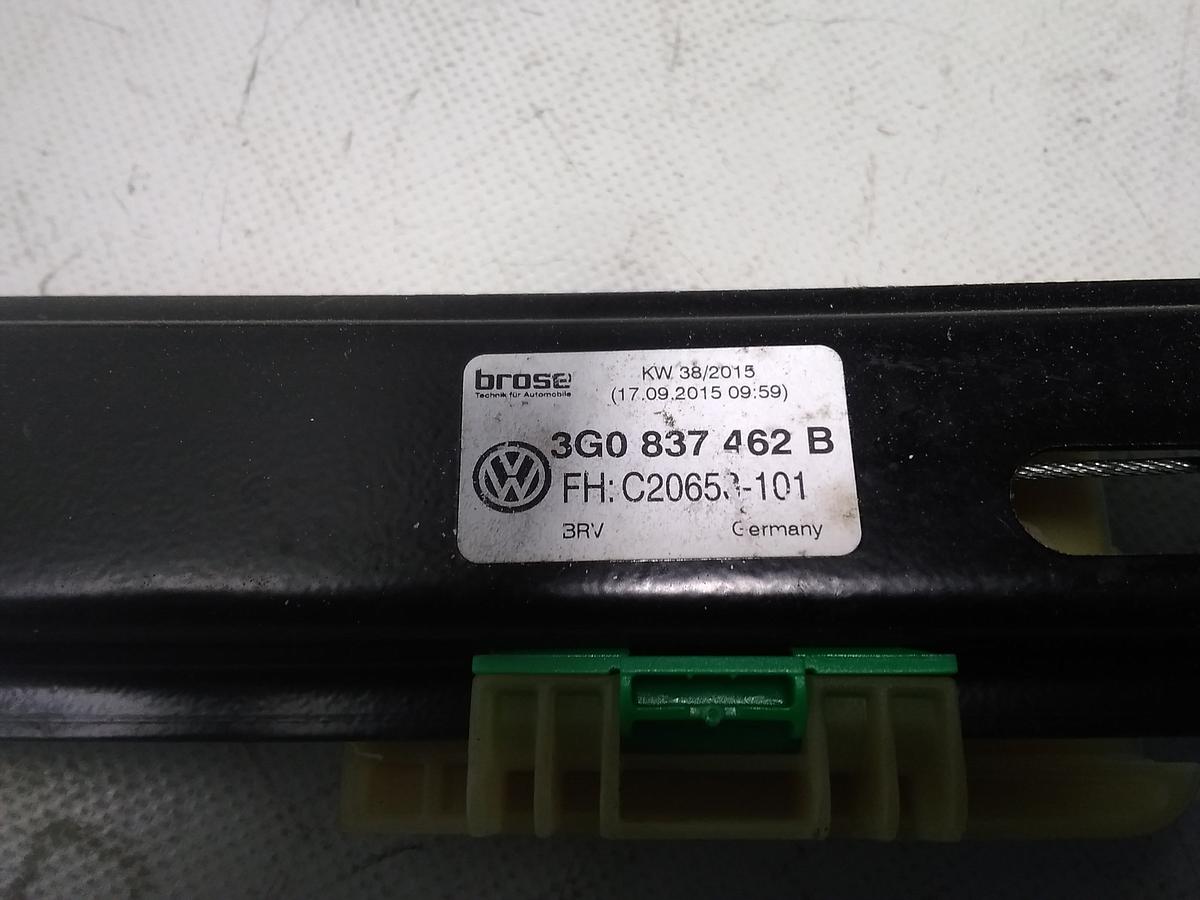 brose
Technik für Automobile
KW 38/2015
(17.09.2015 09:59)
3G0 837 462 B
FH: C20653-101
BRV
Germany